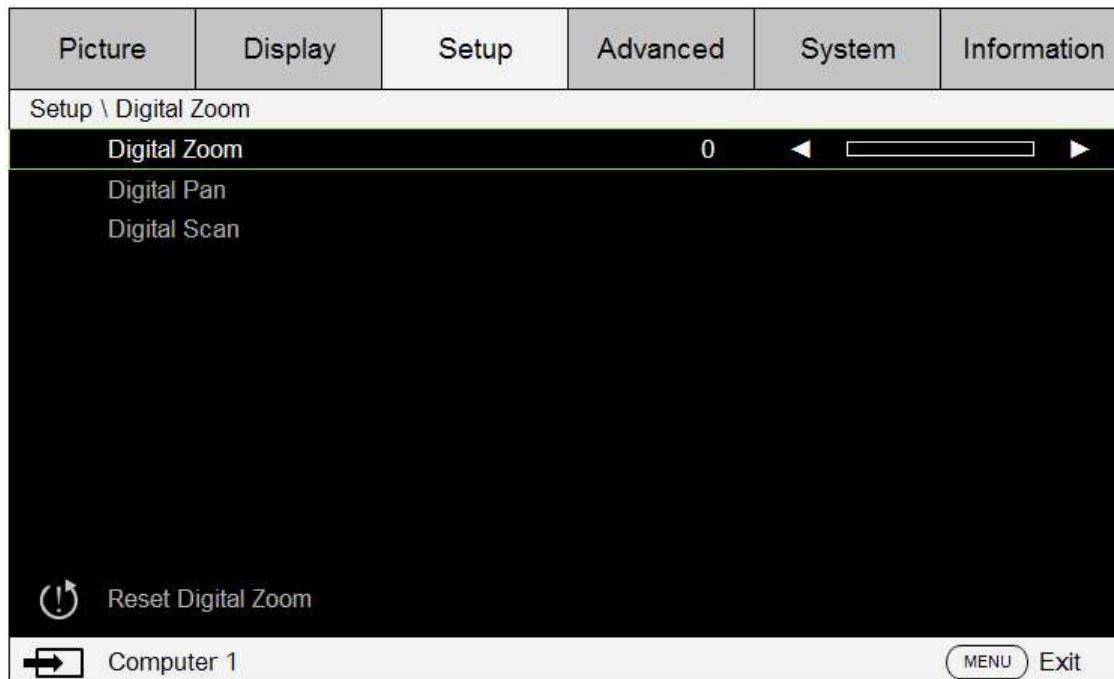 Picture Display Setup Advanced System Information
Setup \ Digital Zoom
Digital Zoom 0
Digital Pan
Digital Scan
Reset Digital Zoom
Computer 1 MENU Exit